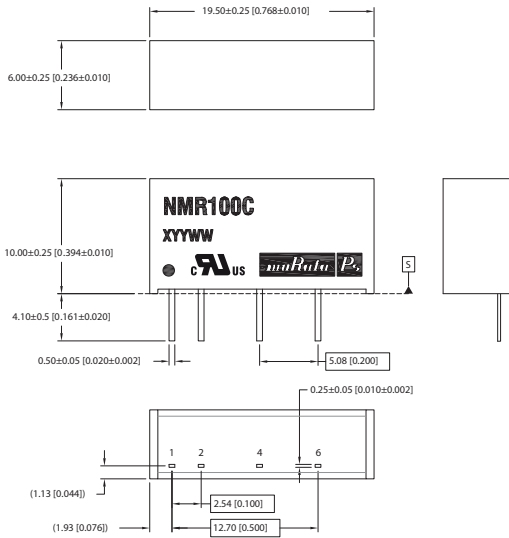 19.50±0.25 [0.768±0.010]
6.00±0.25 [0.236±0.010]
NMR100C
XYYWW
10.00±0.25 [0.394±0.010]
C RU US muRata Ps
S
4.10±0.5 [0.161±0.020]
0.50±0.05 [0.020±0.002]
5.08 [0.200]
0.25±0.05 [0.010±0.002]
1 2 4 6
(1.13 [0.044])
2.54 [0.100]
(1.93 [0.076])
12.70 [0.500]